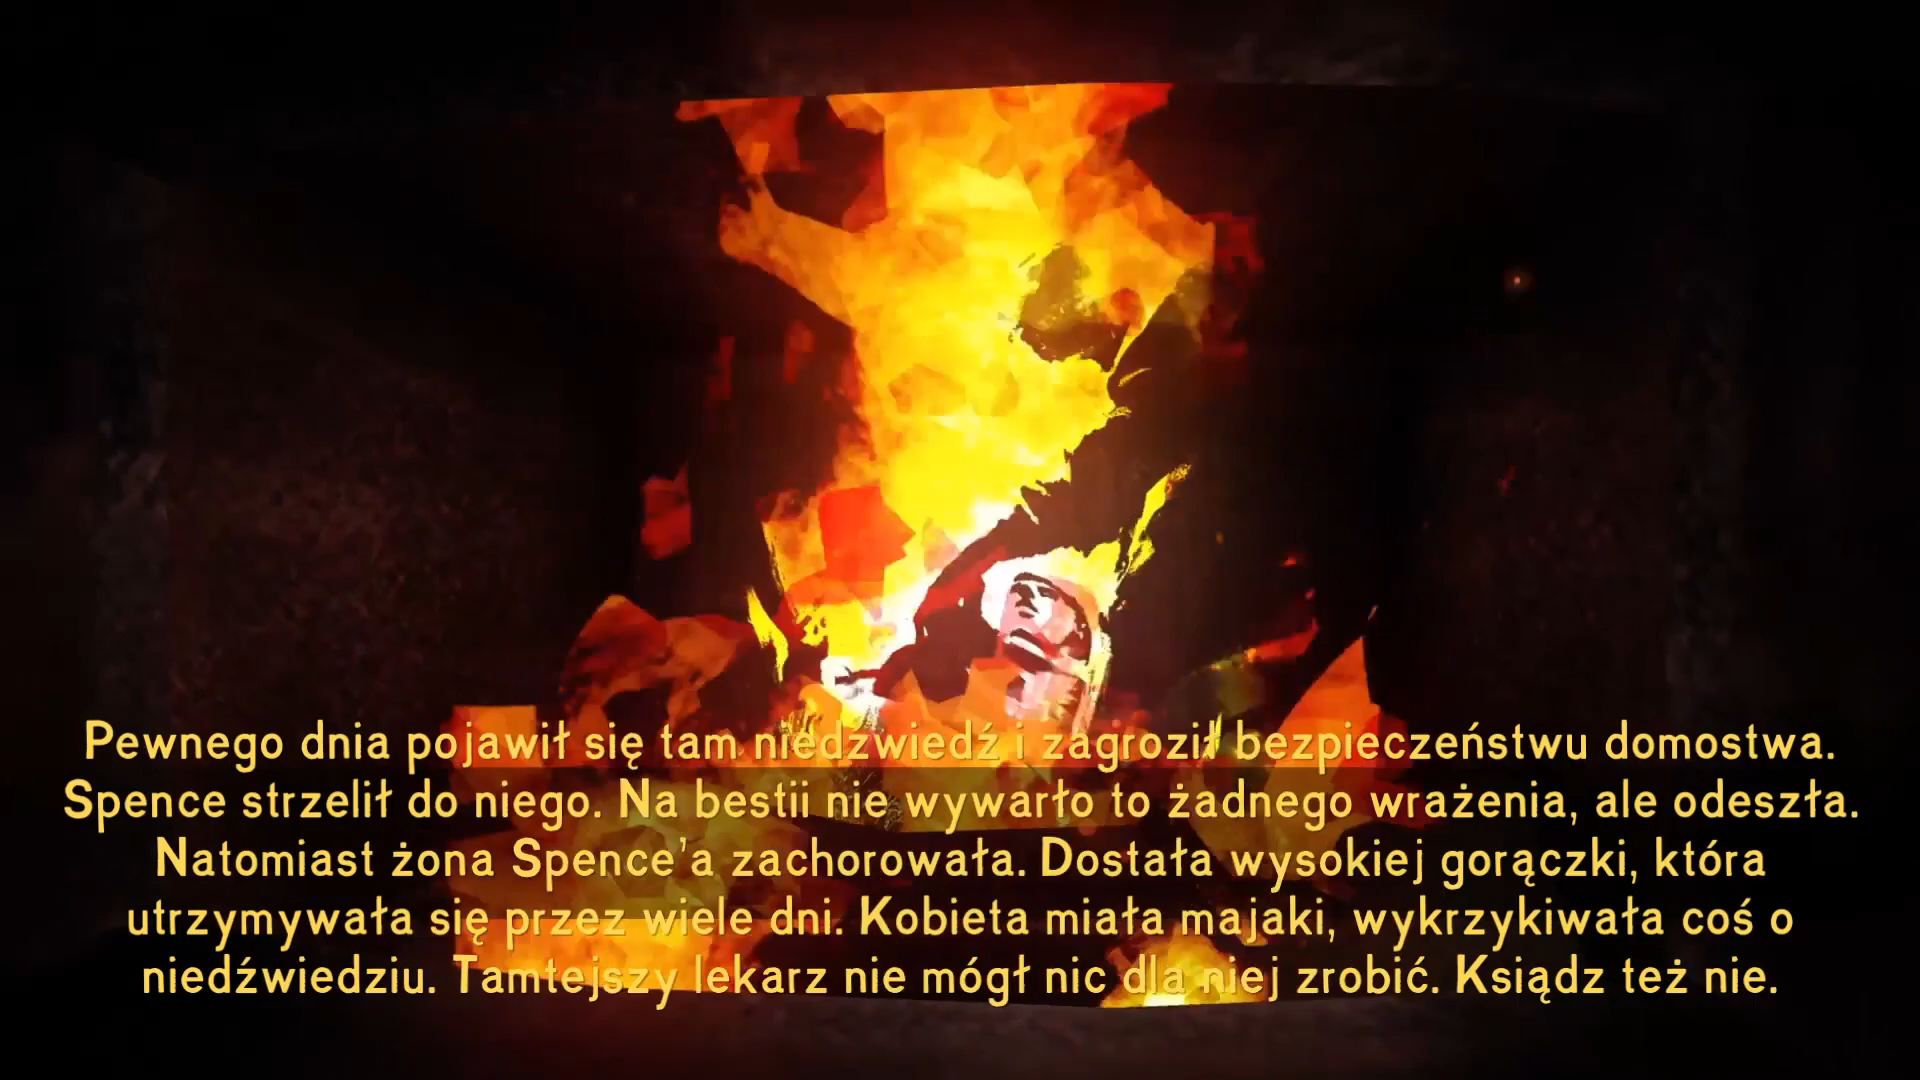 Pewnego dnia pojawił się tam niedźwiedź i zagroził bezpieczeństwu domostwa.
Spence strzelił do niego. Na bestii nie wywarło to żadnego wrażenia, ale odeszła.
Natomiast żona Spence’a zachorowała. Dostała wysokiej gorączki, która
utrzymywała się przez wiele dni. Kobieta miała majaki, wykrzykiwała coś o
niedźwiedziu. Tamtejszy lekarz nie mógł nic dla niej zrobić. Ksiądz też nie.